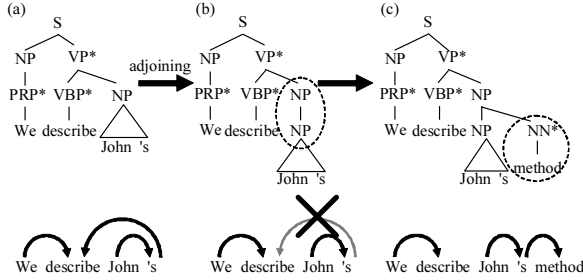 (a) (b) (c)
S S S
NP VP* adjoining NP VP* NP VP*
PRP* VBP* NP PRP* VBP* NP PRP* VBP* NP
We describe John 's We describe NP We describe NP NN*
John 's John 's method
We describe John 's We describe John 's We describe John 's method